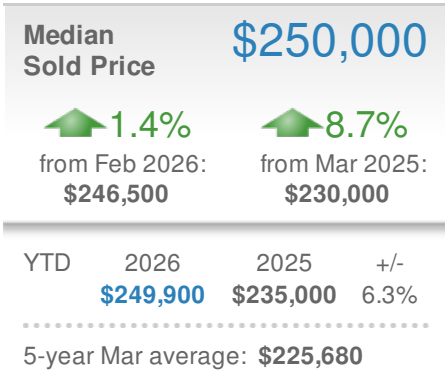 Median
Sold Price
$250,000
1.4%
8.7%
from Feb 2026:
from Mar 2025:
$246,500
$230,000
YTD 2026 2025 +/-
$249,900 $235,000 6.3%
5-year Mar average: $225,680